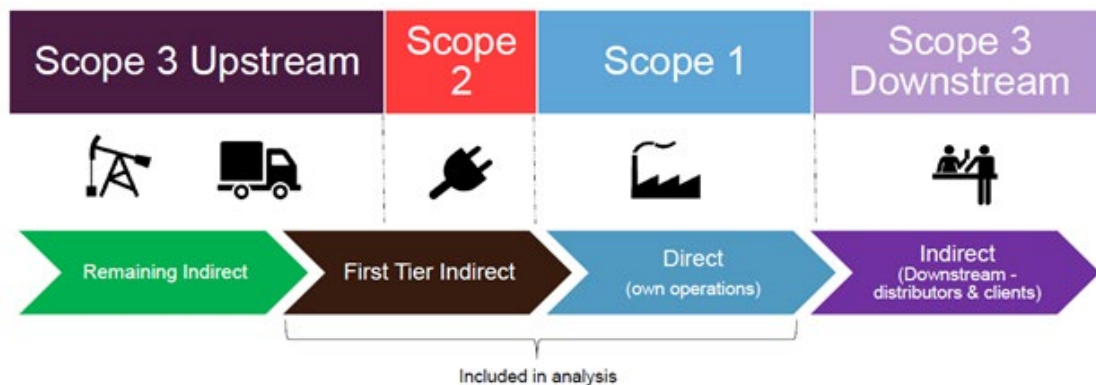 Scope 3 Upstream
Scope
2
Scope 1
Scope 3
Downstream
Remaining Indirect
First Tier Indirect
Direct
(own operations)
Indirect
(Downstream -
distributors & clients)
Included in analysis